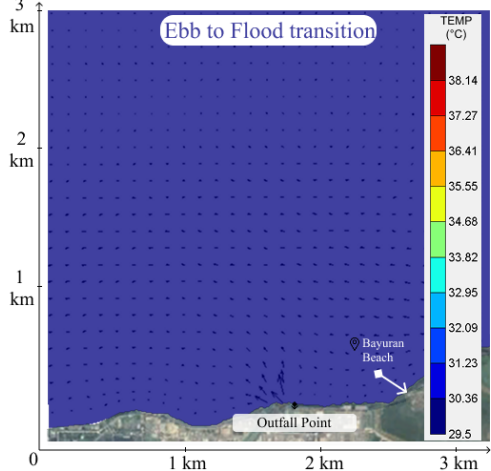 3
km
Ebb to Flood transition
TEMP
(°C)
38.14
37.27
36.41
35.55
34.68
33.82
32.95
32.09
31.23
30.36
29.5
2
km
1
km
Bayuran
Beach
Outfall Point
0
1 km
2 km
3 km